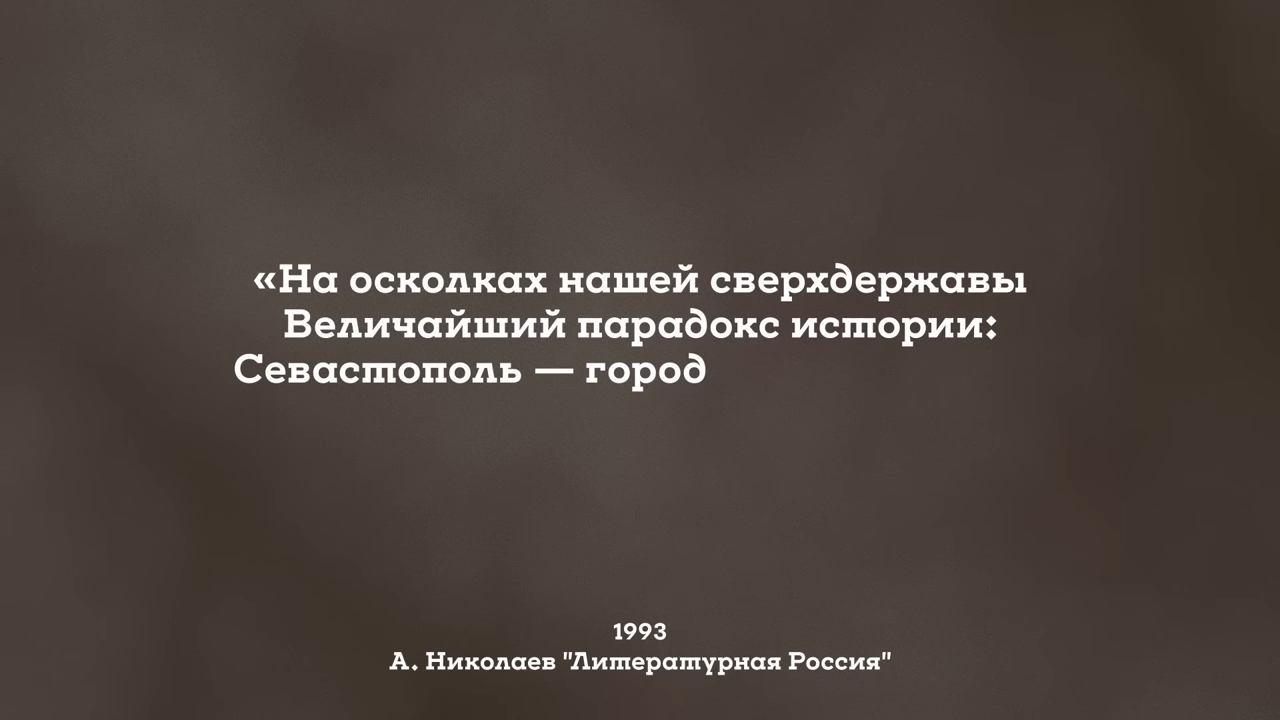 «На осколках нашей сверхдержавы
Величайший парадокс истории:
Севастополь — город
1993
А. Николаев "Литературная Россия"